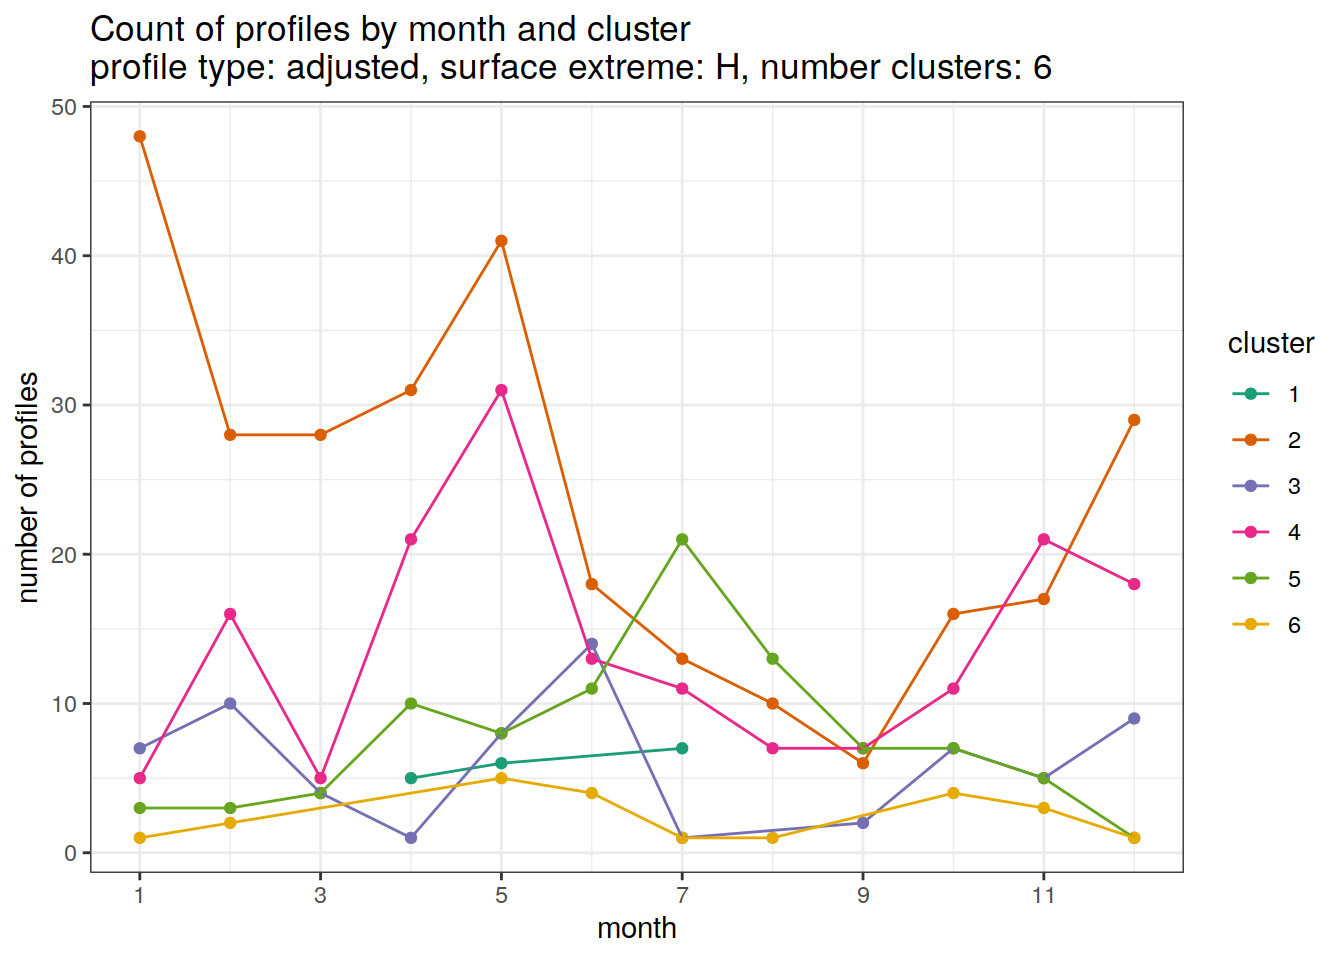 Count of profiles by month and cluster
profile type: adjusted, surface extreme: H, number clusters: 6
50
40
30
20
10
0
number of profiles
1 3 5 7 9 11
month
cluster
1
2
3
4
5
6